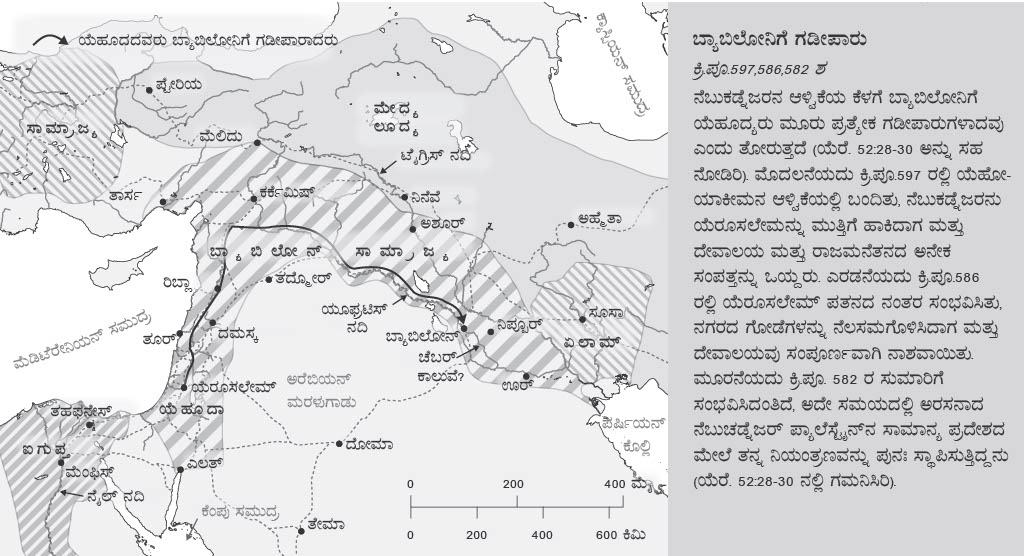 ಯೆಹೂದದವರು ಬ್ಯಾಬಿಲೋನಿಗೆ ಗಡೀಪಾರಾದರು
ಕ್ಯಾಸ್ಪಿಯನ್ ಸಮುದ್ರ
ಪ್ಟೇರಿಯ
ಸಾಮ್ರಾಜ್ಯ
ಮೇದ್ಯ
ಲೂದ್ಯ
ಮೆಲಿದು
ಟೈಗ್ರಿಸ್ ನದಿ
ತಾರ್ಸ
ಕರ್ಕೆಮಿಷ್
ನಿನೆವೆ
ಅಶೂರ್
ಅಹ್ಮೆತಾ
ಬ್ಯಾಬಿಲೋನ್ ಸಾಮ್ರಾಜ್ಯ
ರಿಬ್ಲಾ
ತದ್ಮೋರ್
ಯೂಫ್ರಟಿಸ್
ನದಿ
ಸೂಸಾ
ಮೆಡಿಟೆರೇನಿಯನ್ ಸಮುದ್ರ
ತೂರ್
ದಮಸ್ಕ
ಬ್ಯಾಬಿಲೋನ್
ನಿಪ್ಪೂರ್
ಏಲಾಮ್
ಚೆಬರ್
ಕಾಲುವೆ?
ಯೆರೂಸಲೇಮ್
ಅರೆಬಿಯನ್
ಮರಳುಗಾಡು
ಊರ್
ತಹಫನೇಸ್
ಯೆಹೂದಾ
ಪರ್ಷಿಯನ್
ಕೊಲ್ಲಿ
ಐಗುಪ್ತ
ಮೆಂಫಿಸ್
ಎಲತ್
ದೋಮಾ
ನೈಲ್ ನದಿ
ಕೆಂಪು ಸಮುದ್ರ
ತೇಮಾ
0 200 400 ಮೈಲಿ
0 200 400 600 ಕಿಮಿ
ಬ್ಯಾಬಿಲೋನಿಗೆ ಗಡೀಪಾರು
ಕ್ರಿ.ಪೂ.597,586,582 ಶ
ನೆಬುಕಡ್ನೆಜರನ ಆಳ್ವಿಕೆಯ ಕೆಳಗೆ ಬ್ಯಾಬಿಲೋನಿಗೆ
ಯೆಹೂದ್ಯರು ಮೂರು ಪ್ರತ್ಯೇಕ ಗಡೀಪಾರುಗಳಾದವು
ಎಂದು ತೋರುತ್ತದೆ (ಯೆರೆ. 52:28-30 ಅನ್ನು ಸಹ
ನೋಡಿರಿ). ಮೊದಲನೆಯದು ಕ್ರಿ.ಪೂ.597 ರಲ್ಲಿ ಯೆಹೋ-
ಯಾಕೀಮನ ಆಳ್ವಿಕೆಯಲ್ಲಿ ಬಂದಿತು, ನೆಬುಕಡ್ನೆಜರನು
ಯೆರೂಸಲೇಮನ್ನು ಮುತ್ತಿಗೆ ಹಾಕಿದಾಗ ಮತ್ತು
ದೇವಾಲಯ ಮತ್ತು ರಾಜಮನೆತನದ ಅನೇಕ
ಸಂಪತ್ತನ್ನು ಒಯ್ದರು. ಎರಡನೆಯದು ಕ್ರಿ.ಪೂ.586
ರಲ್ಲಿ ಯೆರೂಸಲೇಮ್ ಪತನದ ನಂತರ ಸಂಭವಿಸಿತು,
ನಗರದ ಗೋಡೆಗಳನ್ನು ನೆಲಸಮಗೊಳಿಸಿದಾಗ ಮತ್ತು
ದೇವಾಲಯವು ಸಂಪೂರ್ಣವಾಗಿ ನಾಶವಾಯಿತು.
ಮೂರನೆಯದು ಕ್ರಿ.ಪೂ. 582 ರ ಸುಮಾರಿಗೆ
ಸಂಭವಿಸಿದಂತಿದೆ, ಅದೇ ಸಮಯದಲ್ಲಿ ಅರಸನಾದ
ನೆಬುಚಡ್ನೆಜರ್ ಪ್ಯಾಲೆಸ್ಟೈನ್‌ನ ಸಾಮಾನ್ಯ ಪ್ರದೇಶದ
ಮೇಲೆ ತನ್ನ ನಿಯಂತ್ರಣವನ್ನು ಪುನಃ ಸ್ಥಾಪಿಸುತ್ತಿದ್ದನು
(ಯೆರೆ. 52:28-30 ನಲ್ಲಿ ಗಮನಿಸಿರಿ).